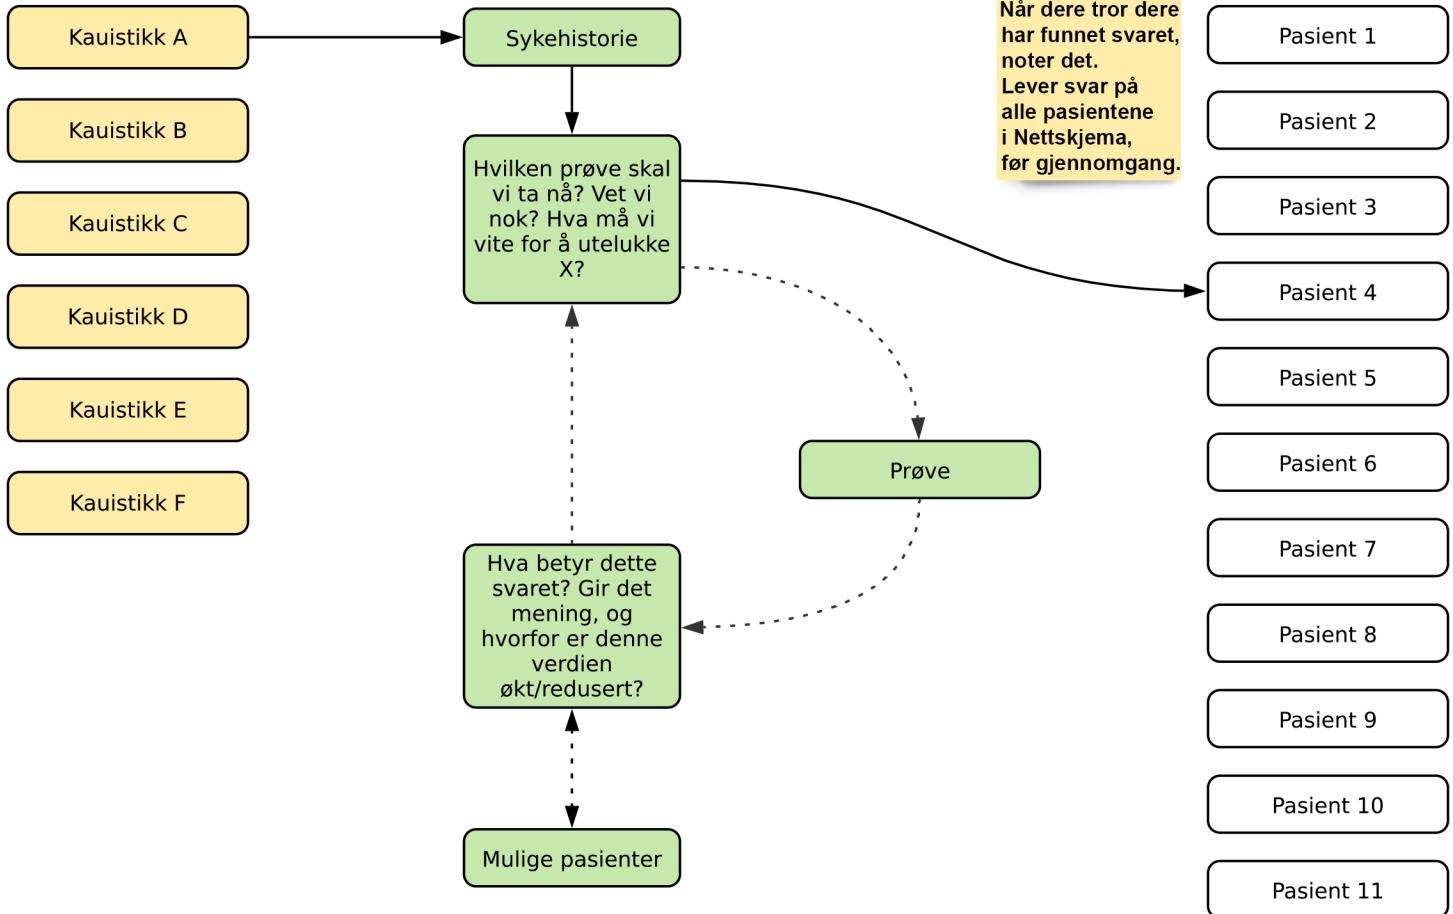 Kauistikk A
Kauistikk B
Kauistikk C
Kauistikk D
Kauistikk E
Kauistikk F
Sykehistorie
Hvilken prøve skal
vi ta nå? Vet vi
nok? Hva må vi
vite for å utelukke
X?
Prøve
Hva betyr dette
svaret? Gir det
mening, og
hvorfor er denne
verdien
økt/redusert?
Mulige pasienter
Når dere tror dere
har funnet svaret,
noter det.
Lever svar på
alle pasientene
i Nettskjema,
før gjennomgang.
Pasient 1
Pasient 2
Pasient 3
Pasient 4
Pasient 5
Pasient 6
Pasient 7
Pasient 8
Pasient 9
Pasient 10
Pasient 11